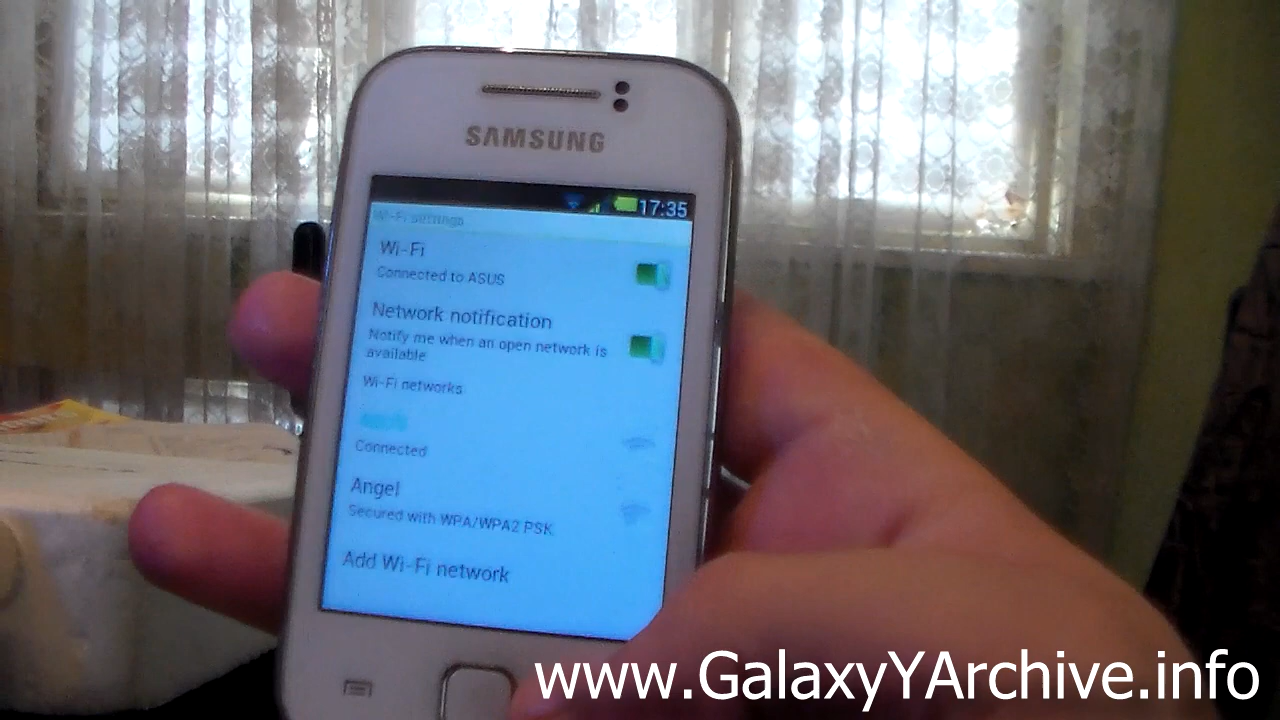 SAMSUNG
17:35
Wi-Fi settings
Wi-Fi
Connected to ASUS
Network notification
Notify me when an open network is
available
Wi-Fi networks
Connected
Angel
Secured with WPA/WPA2 PSK
Add Wi-Fi network
www.GalaxyYArchive.info